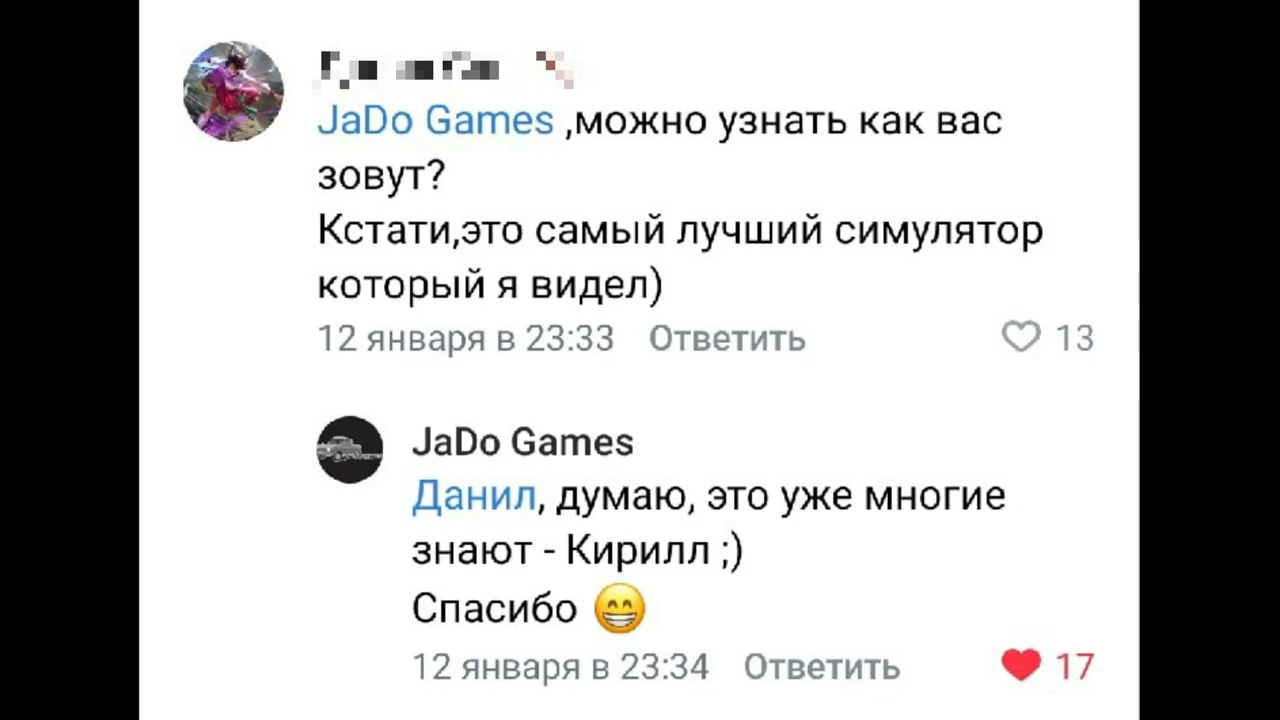 JaDo Games ,можно узнать как вас
зовут?
Кстати,это самый лучший симулятор
который я видел)
12 января в 23:33 Ответить 13
JaDo Games
Данил, думаю, это уже многие
знают - Кирилл ;)
Спасибо 😁
12 января в 23:34 Ответить 17